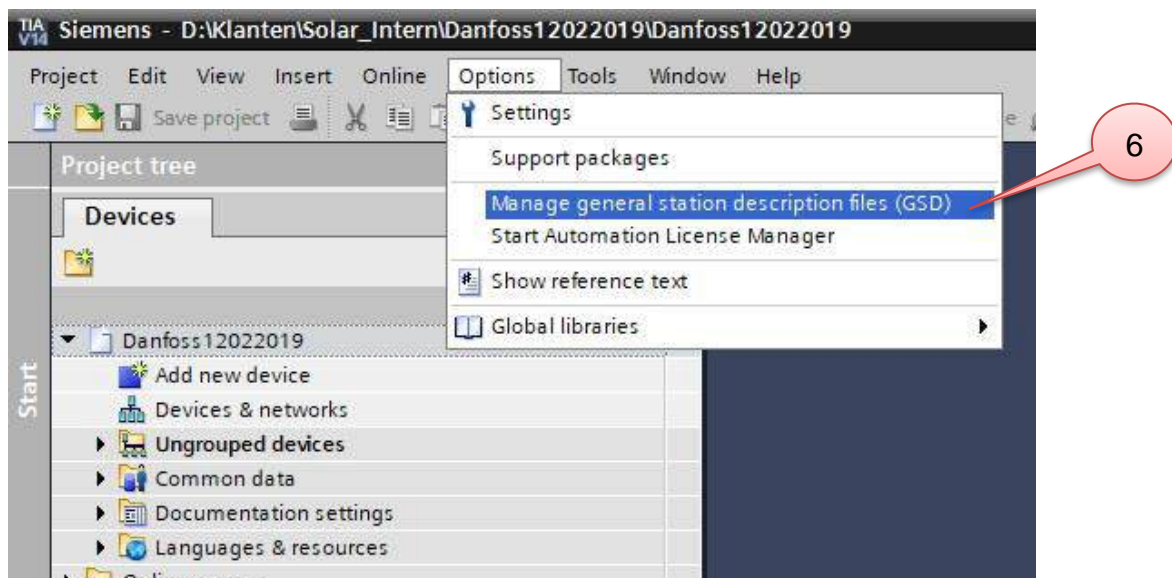 TIA V14 Siemens - D:\Klanten\Solar_Intern\Danfoss12022019\Danfoss12022019
Project Edit View Insert Online Options Tools Window Help
Save project
Settings
Support packages
Manage general station description files (GSD)
Start Automation License Manager
Show reference text
Global libraries
6
Project tree
Devices
Start
Danfoss12022019
Add new device
Devices & networks
Ungrouped devices
Common data
Documentation settings
Languages & resources